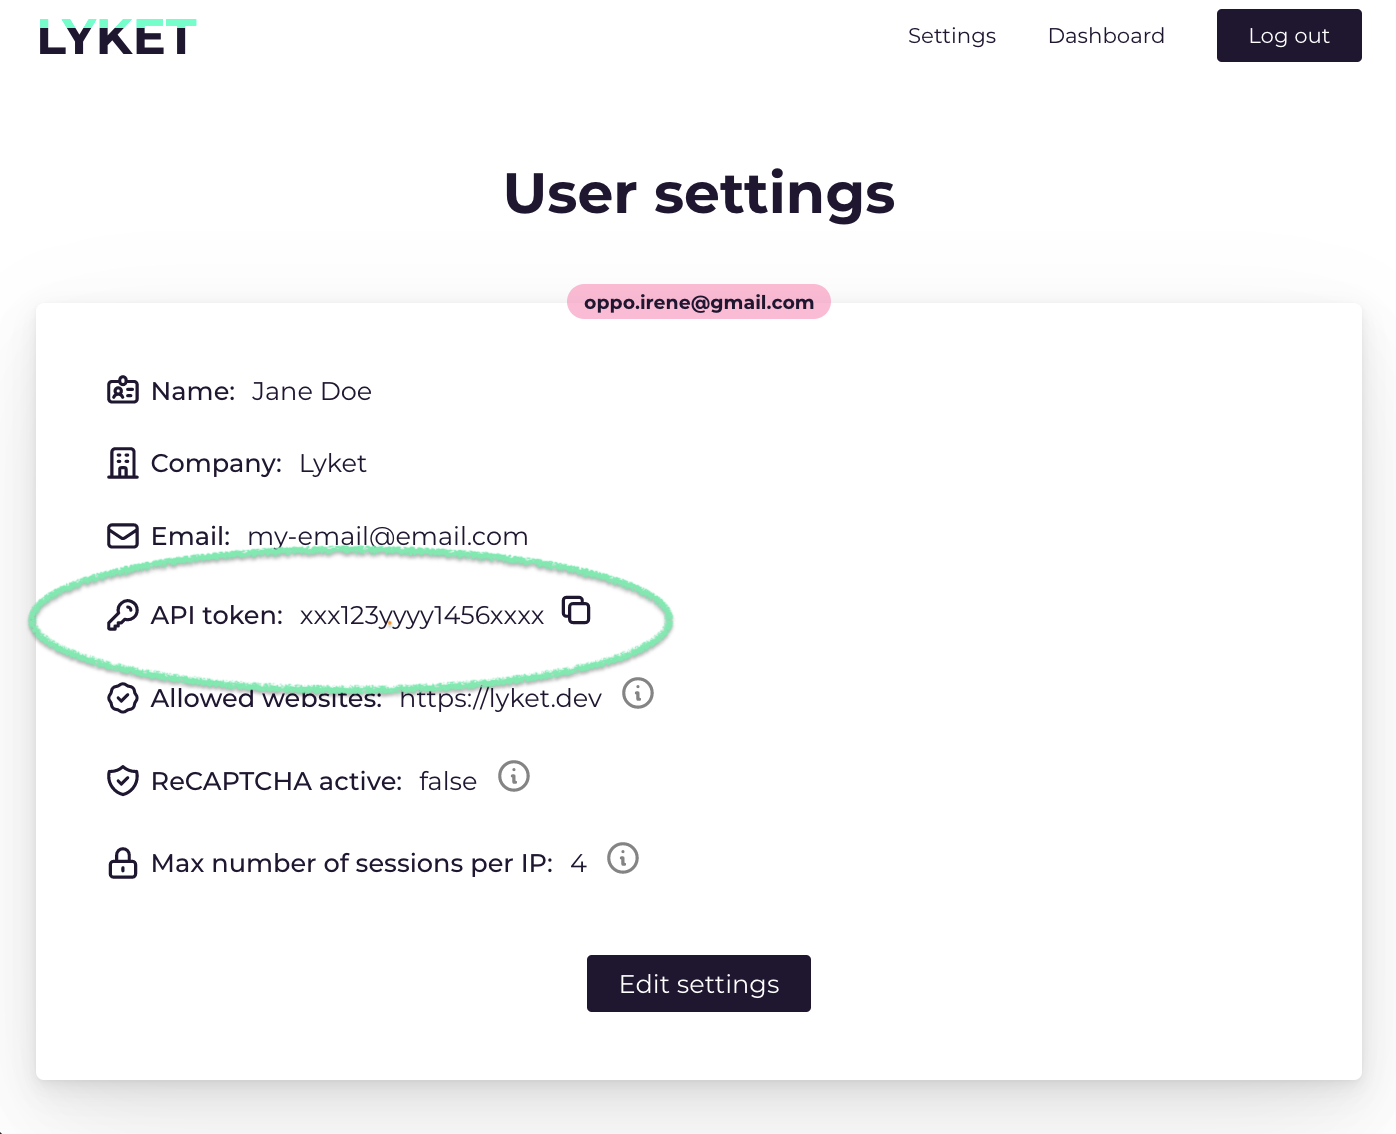 LYKET
Settings Dashboard Log out
User settings
oppo.irene@gmail.com
Name: Jane Doe
Company: Lyket
Email: my-email@email.com
API token: xxx123yyyy1456xxxx
Allowed websites: https://lyket.dev
ReCAPTCHA active: false
Max number of sessions per IP: 4
Edit settings